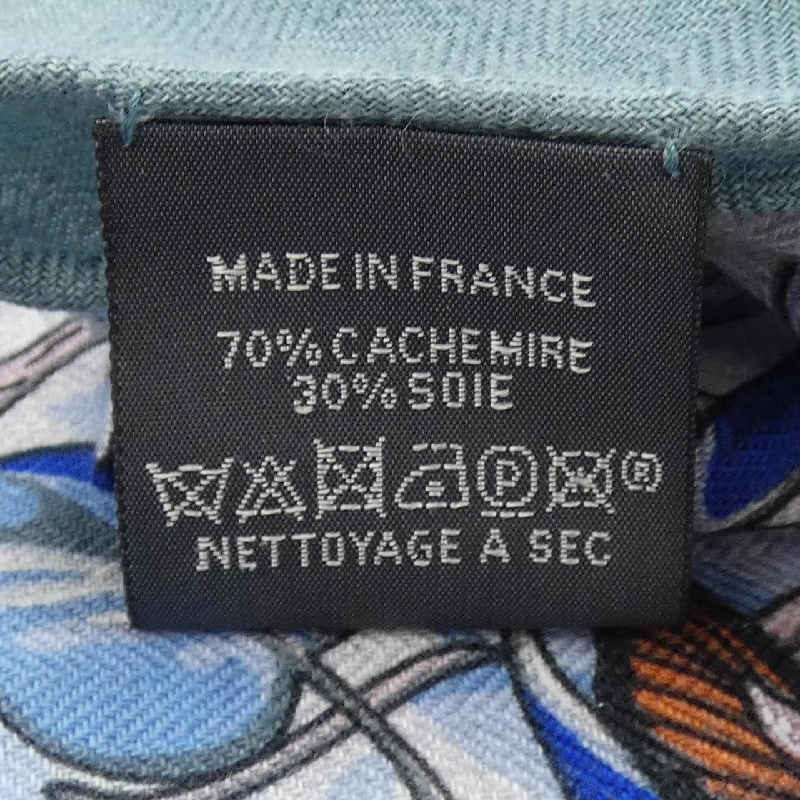 MADE IN FRANCE
70% CACHEMIRE
30% SOIE
P ®
NETTOYAGE A SEC